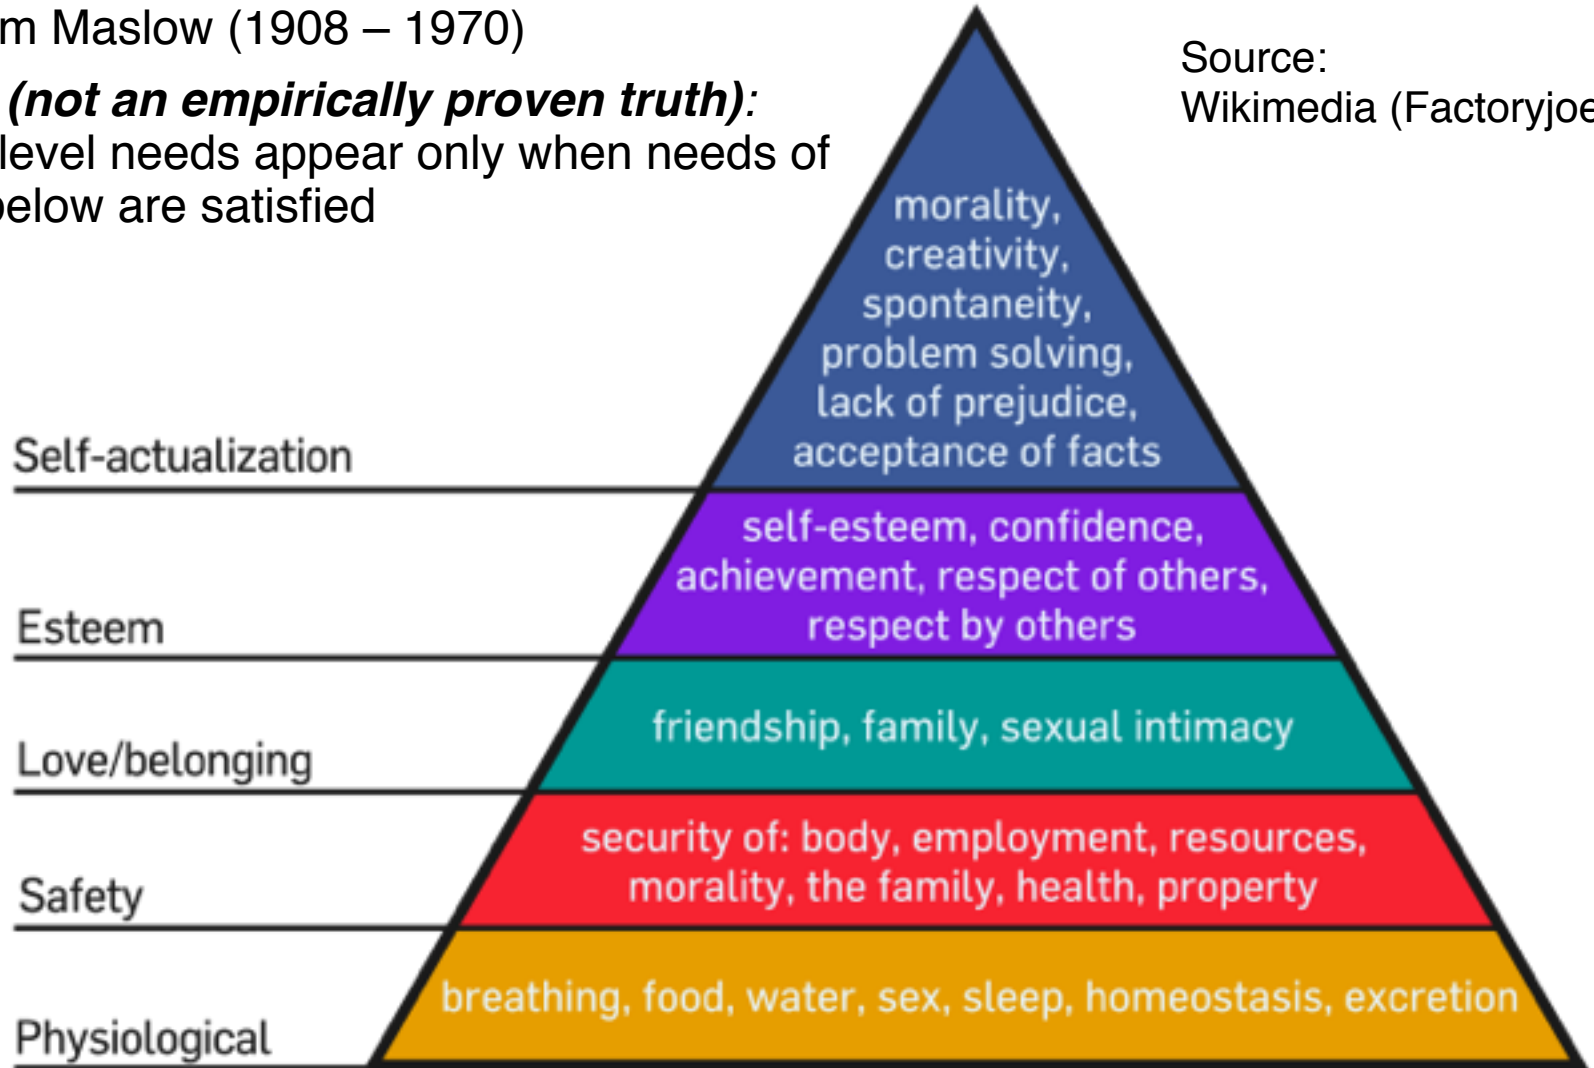 m Maslow (1908 – 1970)
(not an empirically proven truth):
level needs appear only when needs of
below are satisfied
Source:
Wikimedia (Factoryjoe
morality,
creativity,
spontaneity,
problem solving,
lack of prejudice,
acceptance of facts
Self-actualization
self-esteem, confidence,
achievement, respect of others,
respect by others
Esteem
friendship, family, sexual intimacy
Love/belonging
security of: body, employment, resources,
morality, the family, health, property
Safety
breathing, food, water, sex, sleep, homeostasis, excretion
Physiological